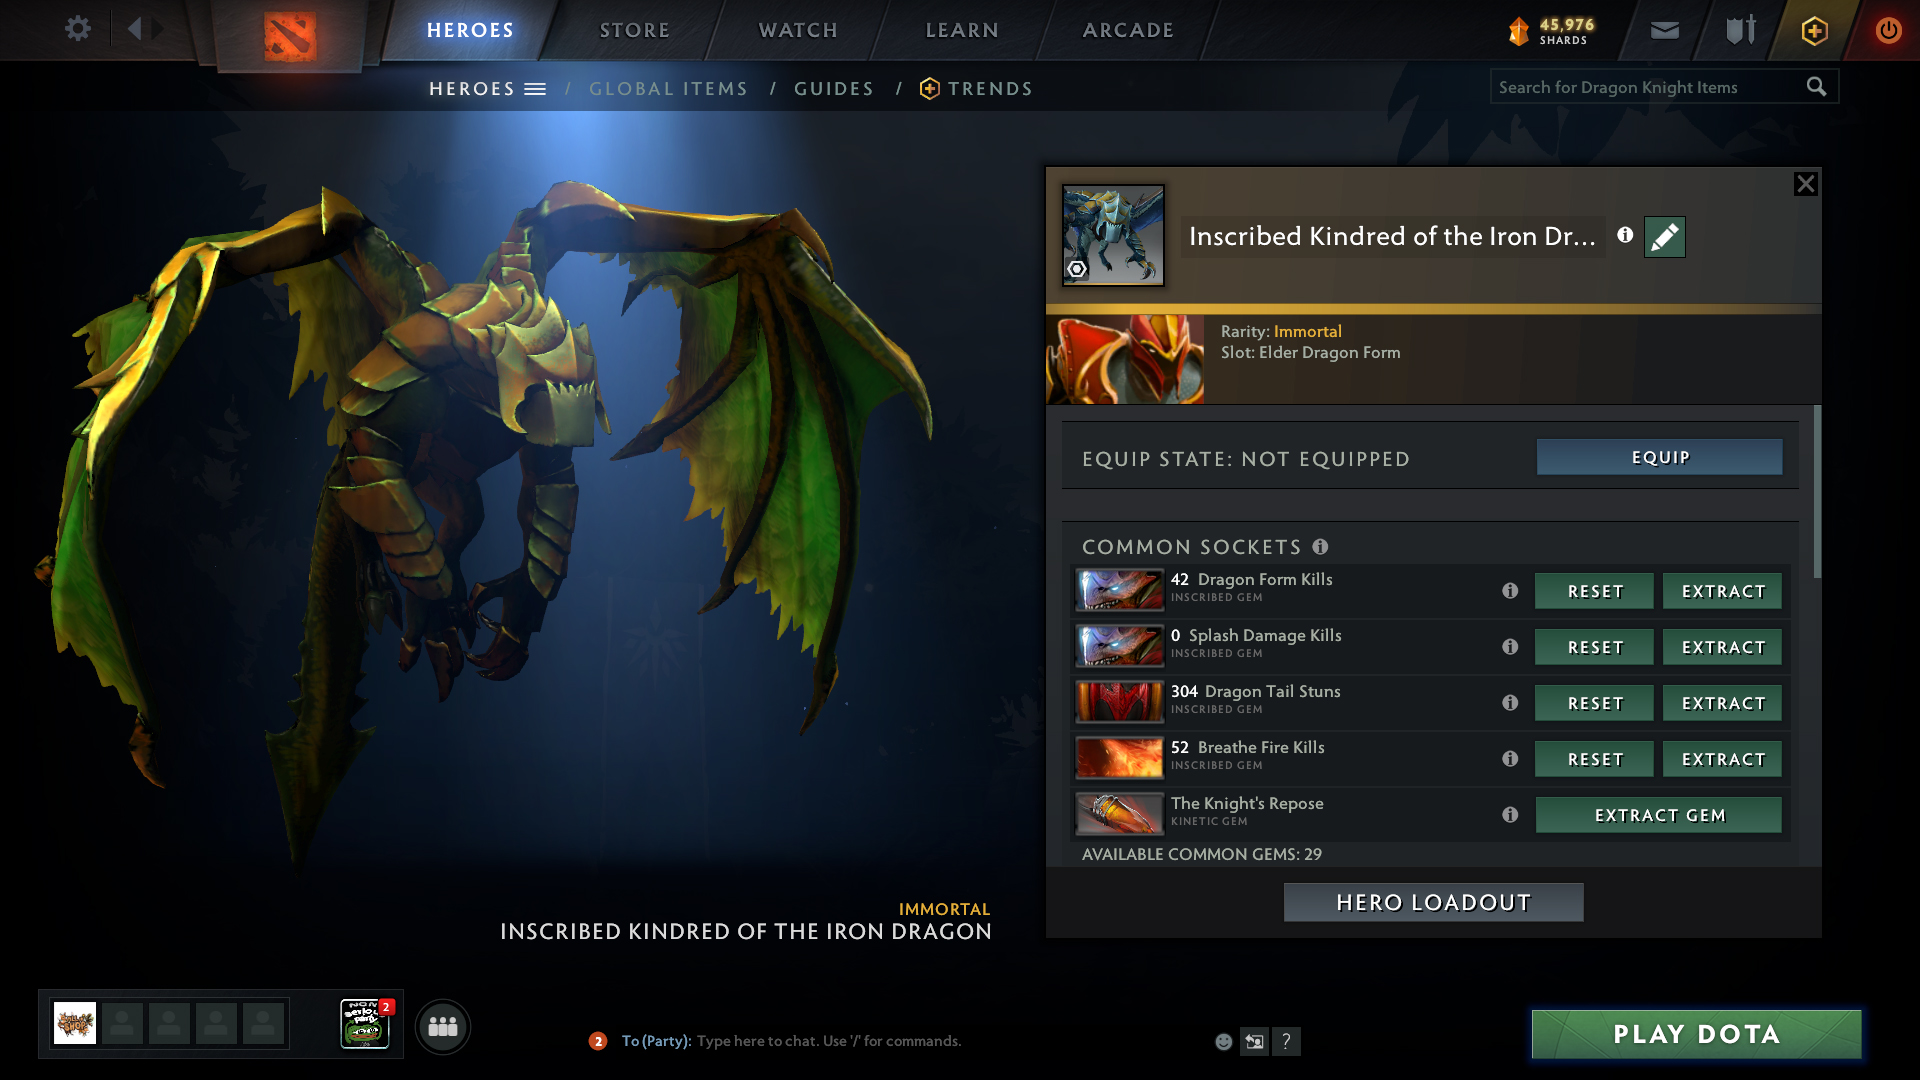 HEROES
STORE
WATCH
LEARN
ARCADE
45,976
SHARDS
HEROES / GLOBAL ITEMS / GUIDES / TRENDS
Search for Dragon Knight Items
Inscribed Kindred of the Iron Dr...
Rarity: Immortal
Slot: Elder Dragon Form
EQUIP STATE: NOT EQUIPPED
EQUIP
COMMON SOCKETS
42 Dragon Form Kills
INSCRIBED GEM
RESET
EXTRACT
0 Splash Damage Kills
INSCRIBED GEM
RESET
EXTRACT
304 Dragon Tail Stuns
INSCRIBED GEM
RESET
EXTRACT
52 Breathe Fire Kills
INSCRIBED GEM
RESET
EXTRACT
The Knight's Repose
KINETIC GEM
EXTRACT GEM
AVAILABLE COMMON GEMS: 29
HERO LOADOUT
IMMORTAL
INSCRIBED KINDRED OF THE IRON DRAGON
2
2 To (Party): Type here to chat. Use '/' for commands.
?
PLAY DOTA